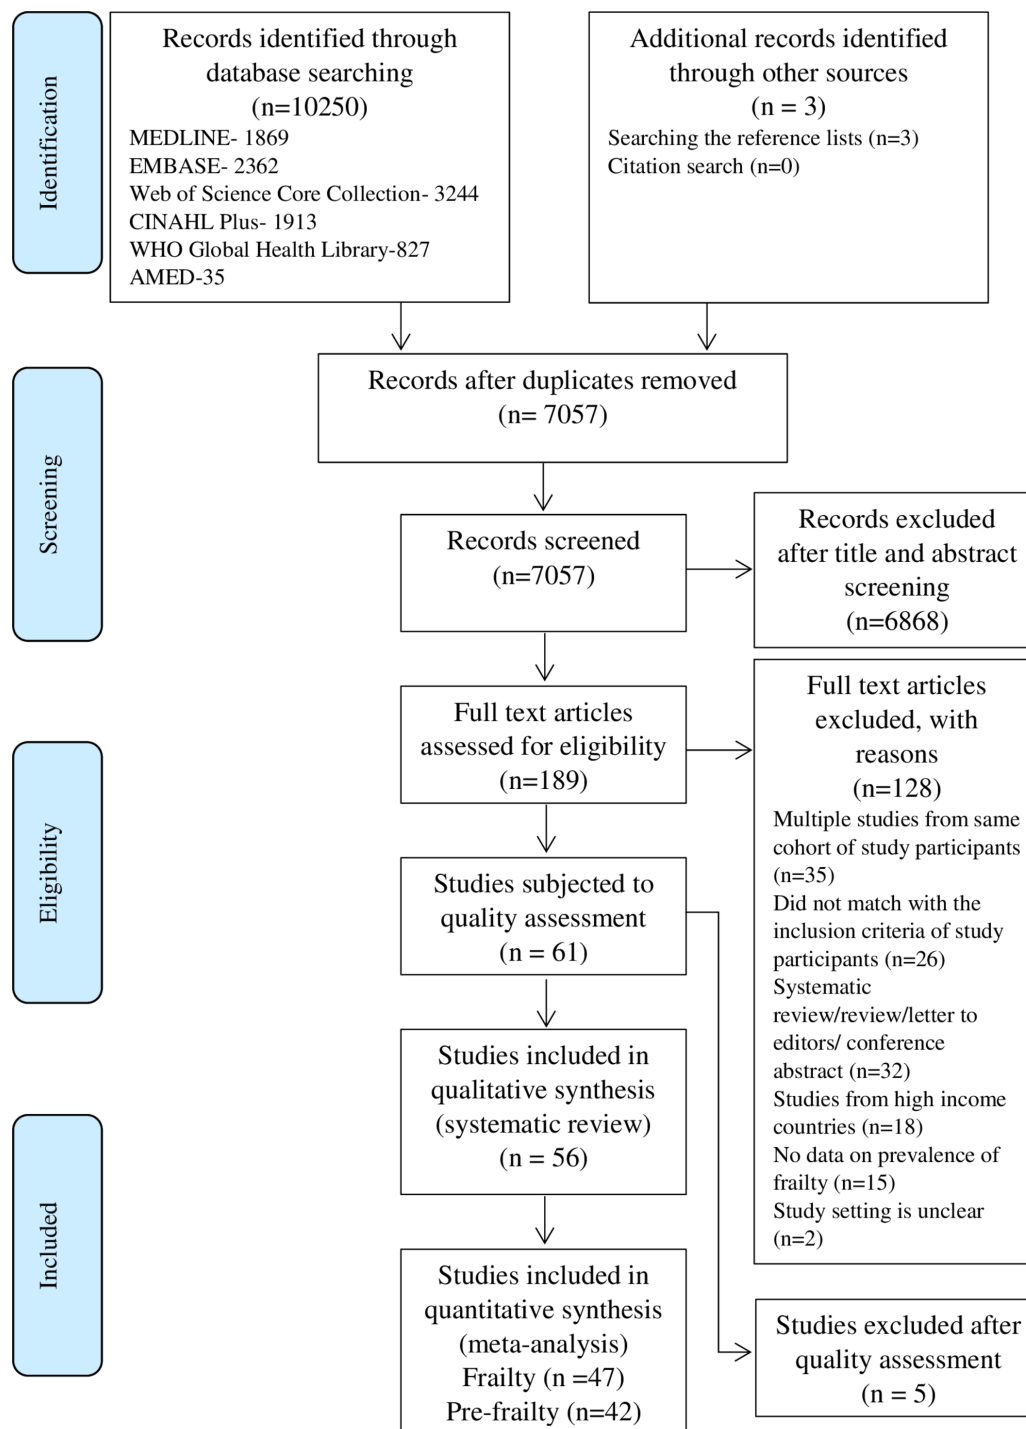 Identification
Records identified through
database searching
(n=10250)
MEDLINE- 1869
EMBASE- 2362
Web of Science Core Collection- 3244
CINAHL Plus- 1913
WHO Global Health Library-827
AMED-35
Additional records identified
through other sources
(n = 3)
Searching the reference lists (n=3)
Citation search (n=0)
Screening
Records after duplicates removed
(n= 7057)
Records screened
(n=7057)
Records excluded
after title and abstract
screening
(n=6868)
Eligibility
Full text articles
assessed for eligibility
(n=189)
Full text articles
excluded, with
reasons
(n=128)
Multiple studies from same
cohort of study participants
(n=35)
Did not match with the
inclusion criteria of study
participants (n=26)
Systematic
review/review/letter to
editors/ conference
abstract (n=32)
Studies from high income
countries (n=18)
No data on prevalence of
frailty (n=15)
Study setting is unclear
(n=2)
Studies subjected to
quality assessment
(n = 61)
Included
Studies included in
qualitative synthesis
(systematic review)
(n = 56)
Studies included in
quantitative synthesis
(meta-analysis)
Frailty (n =47)
Pre-frailty (n=42)
Studies excluded after
quality assessment
(n = 5)